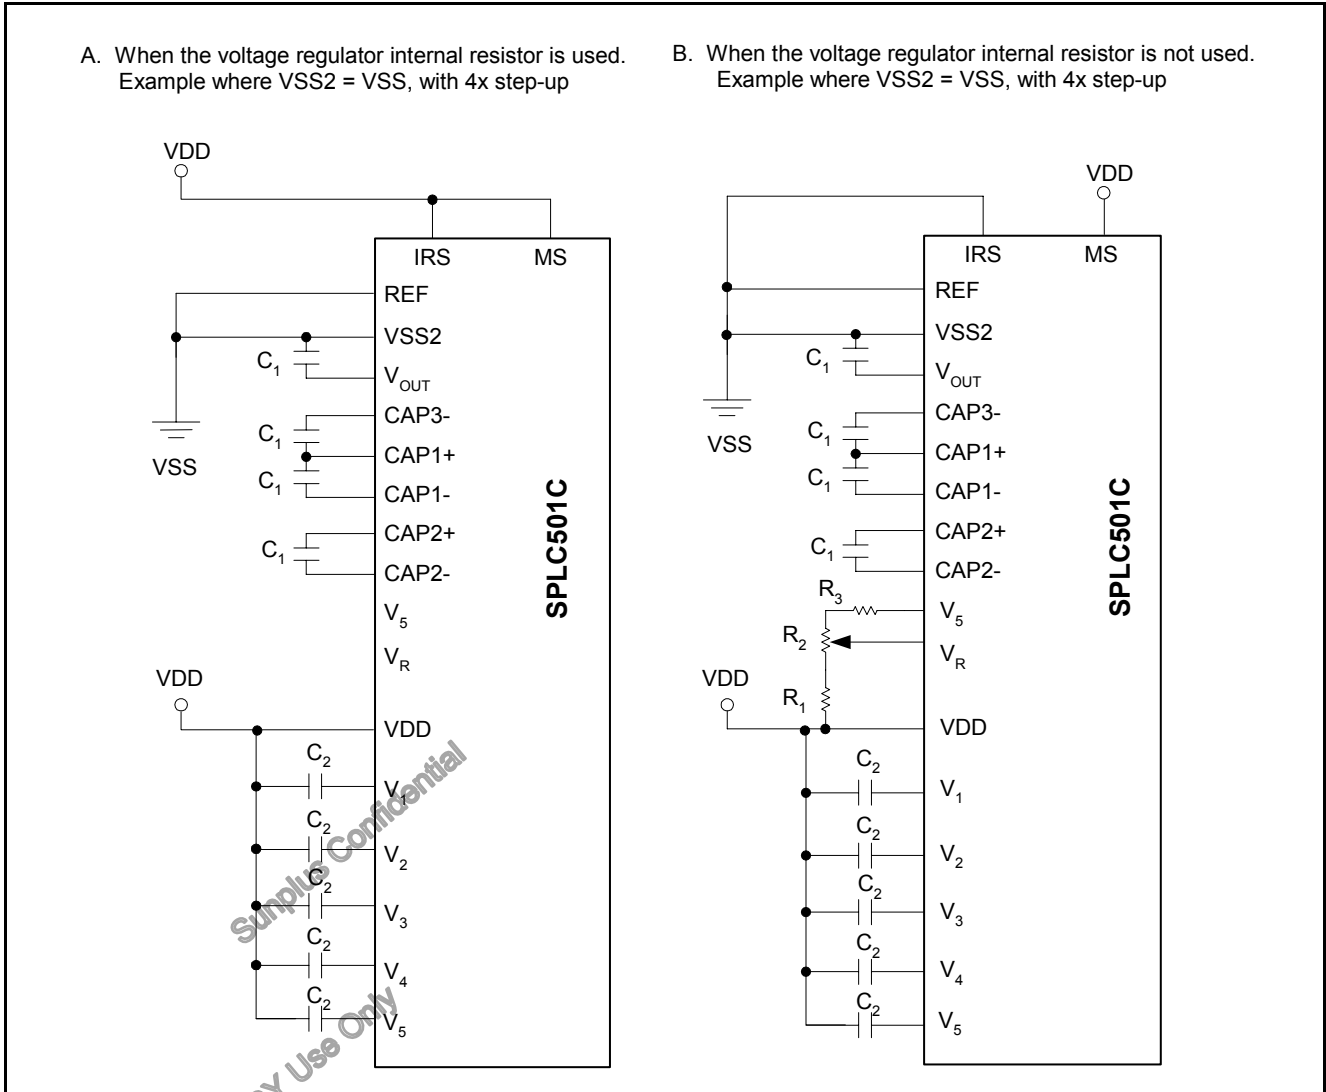 A. When the voltage regulator internal resistor is used.
Example where VSS2 = VSS, with 4x step-up
VDD
IRS MS
REF
VSS2
C1
VOUT
CAP3-
C1
CAP1+
VSS
C1
CAP1-
CAP2+
C1
CAP2-
SPLC501C
V5
VR
VDD
VDD
C2
V1
C2
V2
C2
V3
C2
V4
C2
V5
Sunplus Confidential
Use Only
B. When the voltage regulator internal resistor is not used.
Example where VSS2 = VSS, with 4x step-up
VDD
IRS MS
REF
VSS2
C1
VOUT
CAP3-
C1
CAP1+
VSS
C1
CAP1-
CAP2+
C1
CAP2-
SPLC501C
R3
V5
R2
VR
VDD
R1
VDD
C2
V1
C2
V2
C2
V3
C2
V4
C2
V5